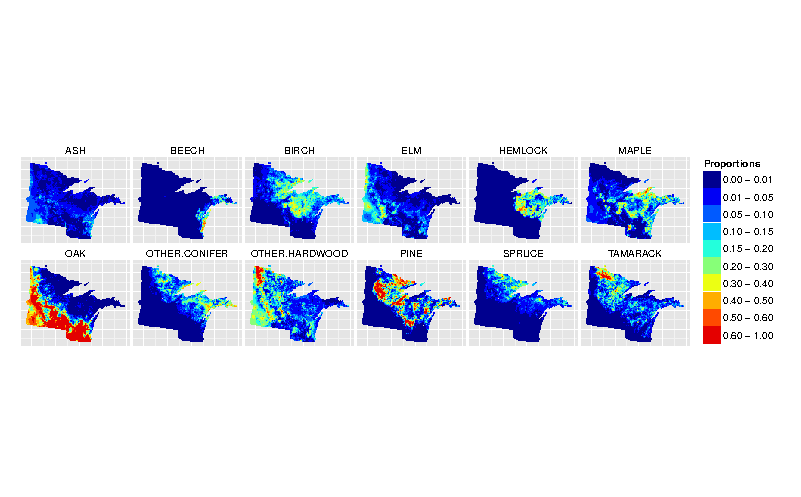 ASH BEECH BIRCH ELM HEMLOCK MAPLE
OAK OTHER.CONIFER OTHER.HARDWOOD PINE SPRUCE TAMARACK
Proportions
0.00 – 0.01
0.01 – 0.05
0.05 – 0.10
0.10 – 0.15
0.15 – 0.20
0.20 – 0.30
0.30 – 0.40
0.40 – 0.50
0.50 – 0.60
0.60 – 1.00